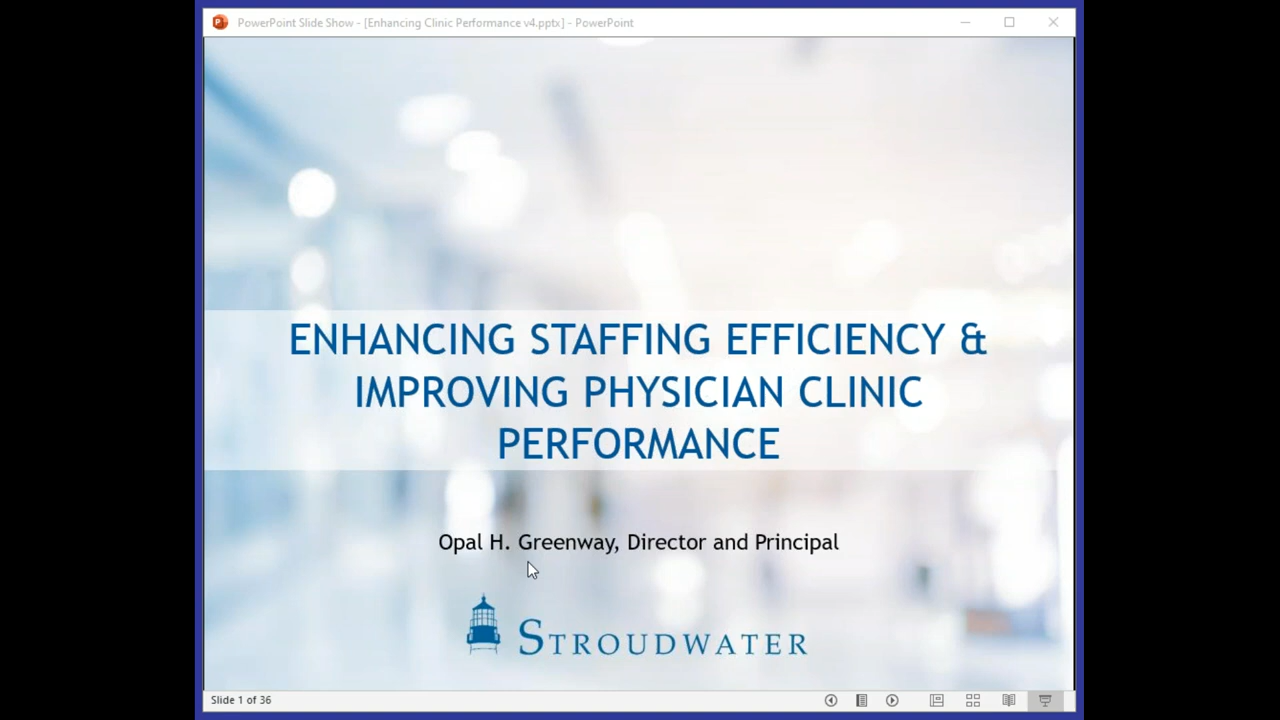 PowerPoint Slide Show - [Enhancing Clinic Performance v4.pptx] - PowerPoint
ENHANCING STAFFING EFFICIENCY &
IMPROVING PHYSICIAN CLINIC
PERFORMANCE
Opal H. Greenway, Director and Principal
STROUDWATER
Slide 1 of 36